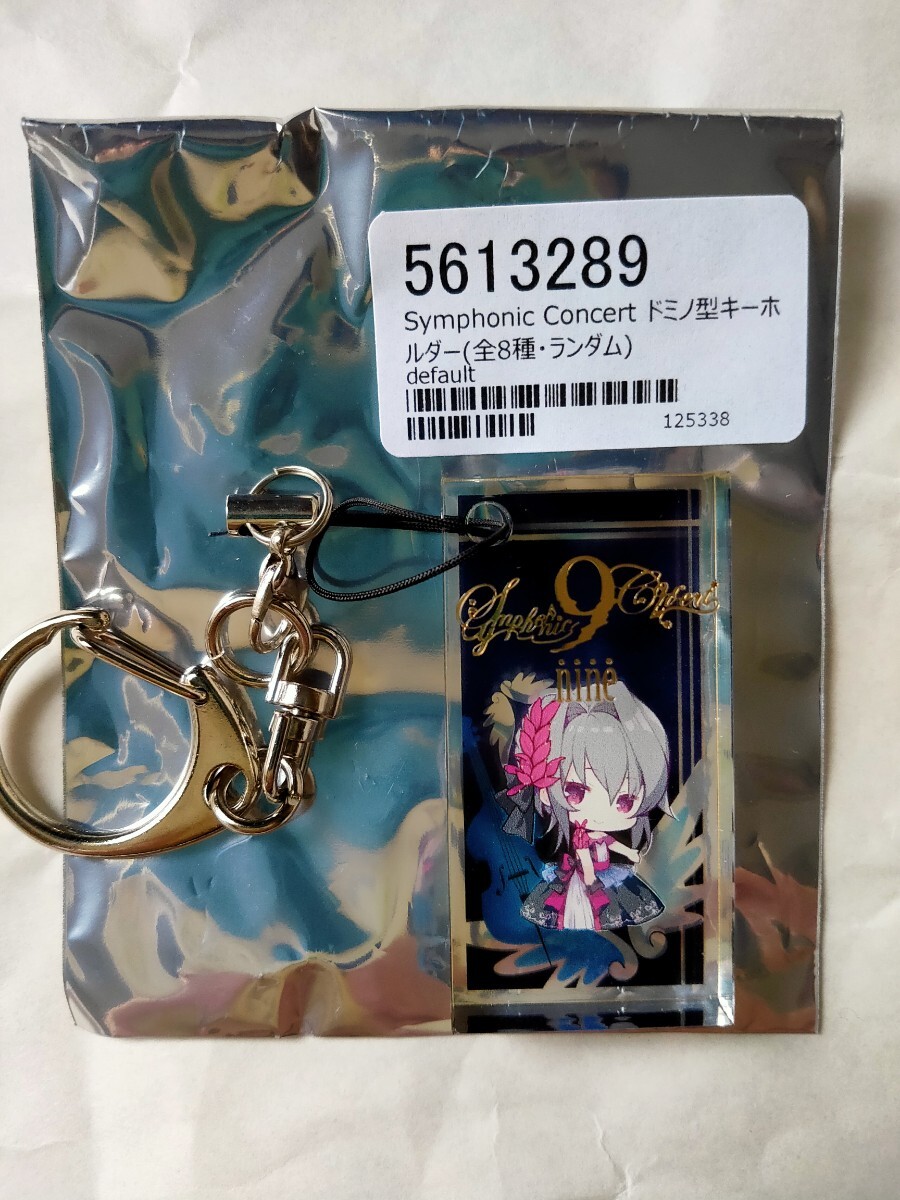 5613289
Symphonic Concert ドミノ型キーホ
ルダー(全8種・ランダム)
default
125338
Symphonic 9 Concert
nine